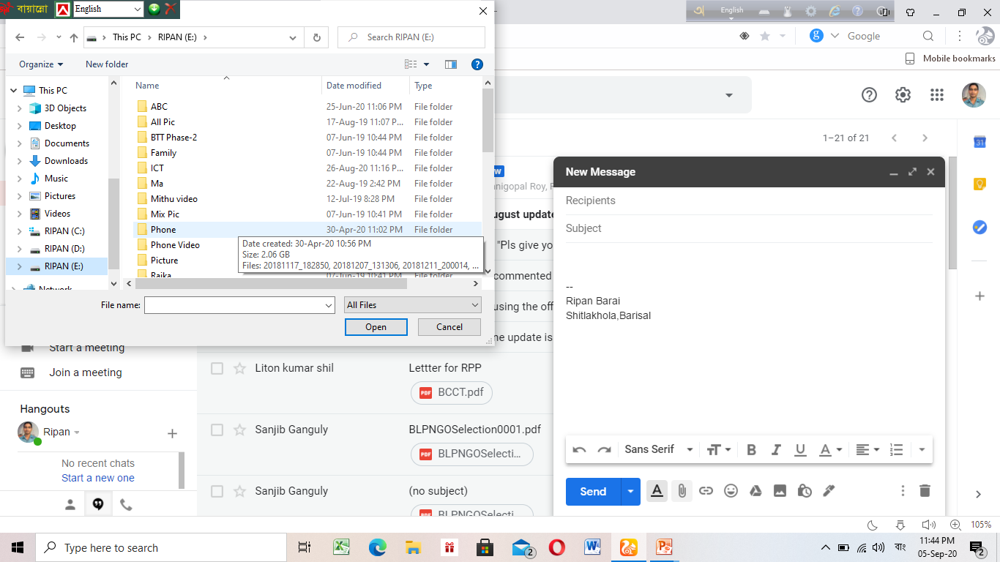 বায়ান্নো English
English
This PC RIPAN (E:) Search RIPAN (E:)
Google
Organize New folder
Mobile bookmarks
Name Date modified Type
This PC
3D Objects
Desktop
Documents
Downloads
Music
Pictures
Videos
RIPAN (C:)
RIPAN (D:)
RIPAN (E:)
Network
ABC 25-Jun-20 11:06 PM File folder
All Pic 17-Aug-19 11:07 P... File folder
BTT Phase-2 07-Jun-19 10:44 PM File folder
Family 07-Jun-19 10:44 PM File folder
ICT 26-Aug-20 11:16 P... File folder
Ma 22-Aug-19 2:42 PM File folder
Mithu video 12-Jul-19 8:28 PM File folder
Mix Pic 07-Jun-19 10:41 PM File folder
Phone 30-Apr-20 11:02 PM File folder
Phone Video
Picture
Raika 07-Jun-19 10:41 PM File folder
Date created: 30-Apr-20 10:56 PM
Size: 2.06 GB
Files: 20181117_182850, 20181207_131306, 20181211_200014, ...
File name: All Files
Open Cancel
1–21 of 21
31
W
nigopal Roy,
ugust update
"Pls give yo
commented
using the off
ne update is
Start a meeting
Join a meeting
Hangouts
Ripan
No recent chats
Start a new one
Liton kumar shil Lettter for RPP
PDF BCCT.pdf
Sanjib Ganguly BLPNGOSelection0001.pdf
PDF BLPNGOSelecti...
Sanjib Ganguly (no subject)
PDF BLPNGOSelecti...
New Message
Recipients
Subject
--
Ripan Barai
Shitlakhola,Barisal
Sans Serif
Send
105%
Type here to search
2
বাং
11:44 PM
05-Sep-20
2